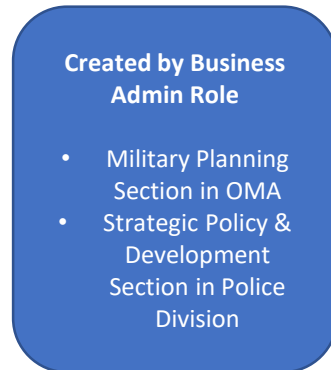 Created by Business
Admin Role
• Military Planning
Section in OMA
• Strategic Policy &
Development
Section in Police
Division